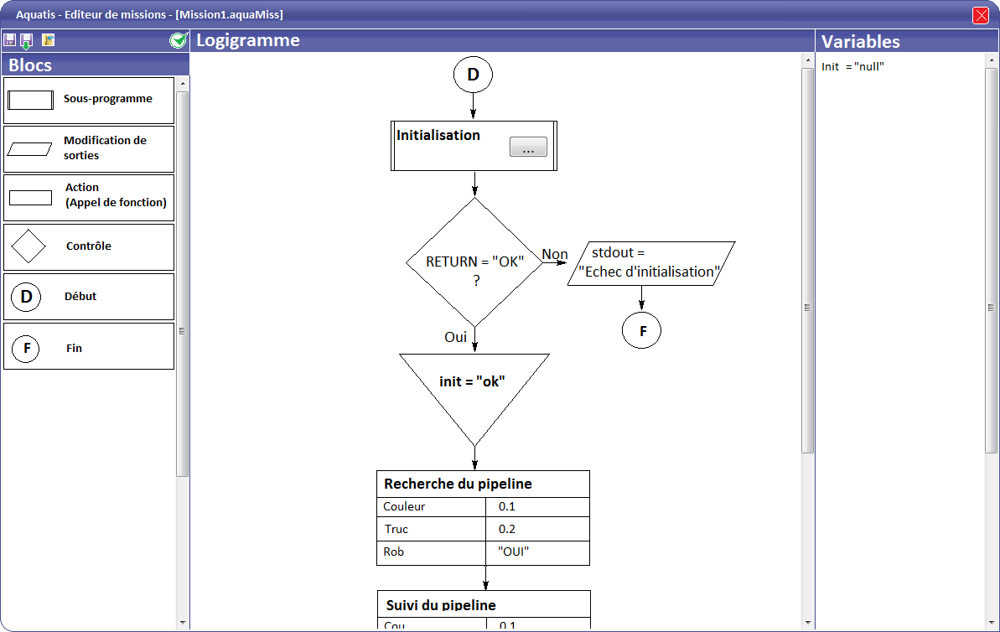 Aquatis - Editeur de missions - [Mission1.aquaMiss]
Blocs
Sous-programme
Modification de
sorties
Action
(Appel de fonction)
Contrôle
D
Début
F
Fin
Logigramme
D
Initialisation
...
RETURN = "OK"
?
Non
stdout =
"Echec d'initialisation"
F
Oui
init = "ok"
Recherche du pipeline
Couleur 0.1
Truc 0.2
Rob "OUI"
Suivi du pipeline
Cou 0.1
Variables
Init = "null"